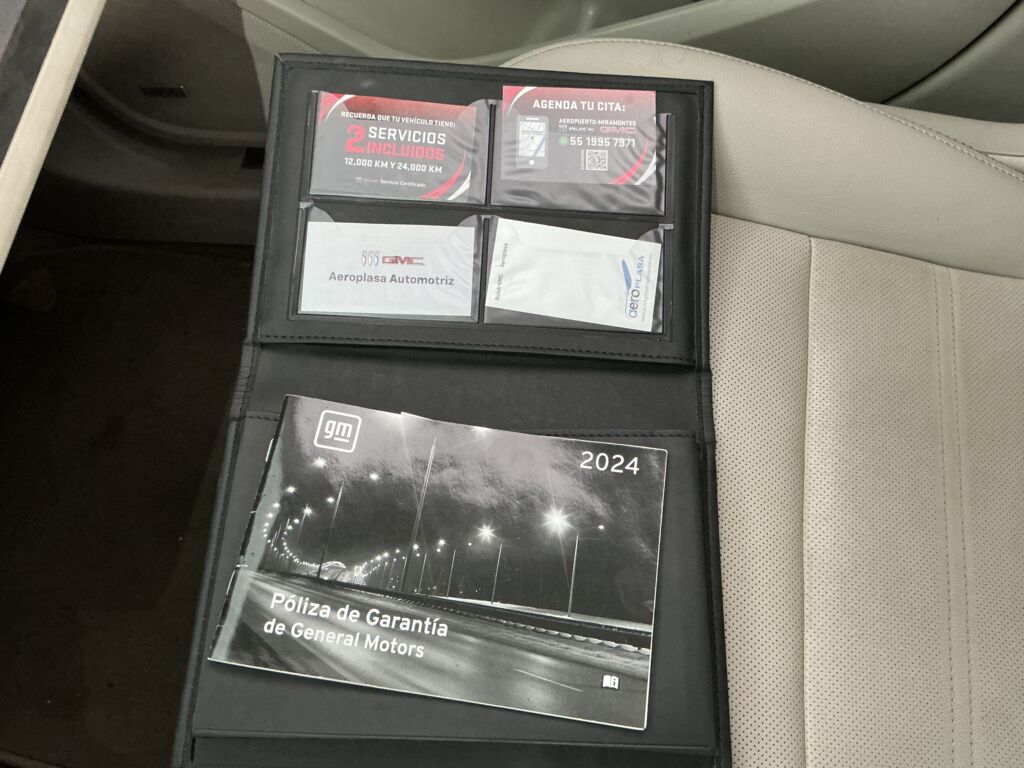 RECUERDA QUE TU VEHÍCULO TIENE:
2 SERVICIOS
INCLUIDOS
12,000 KM Y 24,000 KM
Servicio Certificado
AGENDA TU CITA:
AEROPUERTO-MIRAMONTES
BUICK GMC
55 1995 7971
GMC
Aeroplasa Automotriz
aeroPLASA
gm
2024
Póliza de Garantía
de General Motors